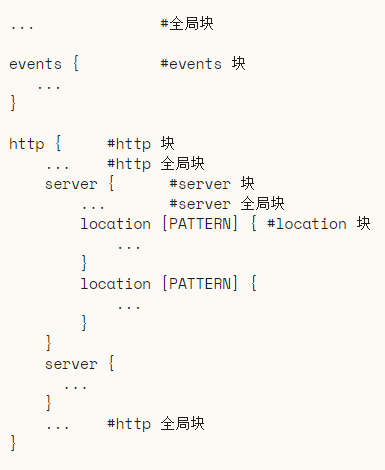 ...              #全局块
events {         #events 块
   ...
}
http {     #http 块
    ...    #http 全局块
    server {      #server 块
        ...       #server 全局块
        location [PATTERN] { #location 块
            ...
        }
        location [PATTERN] {
            ...
        }
    }
    server {
      ...
    }
    ...    #http 全局块
}